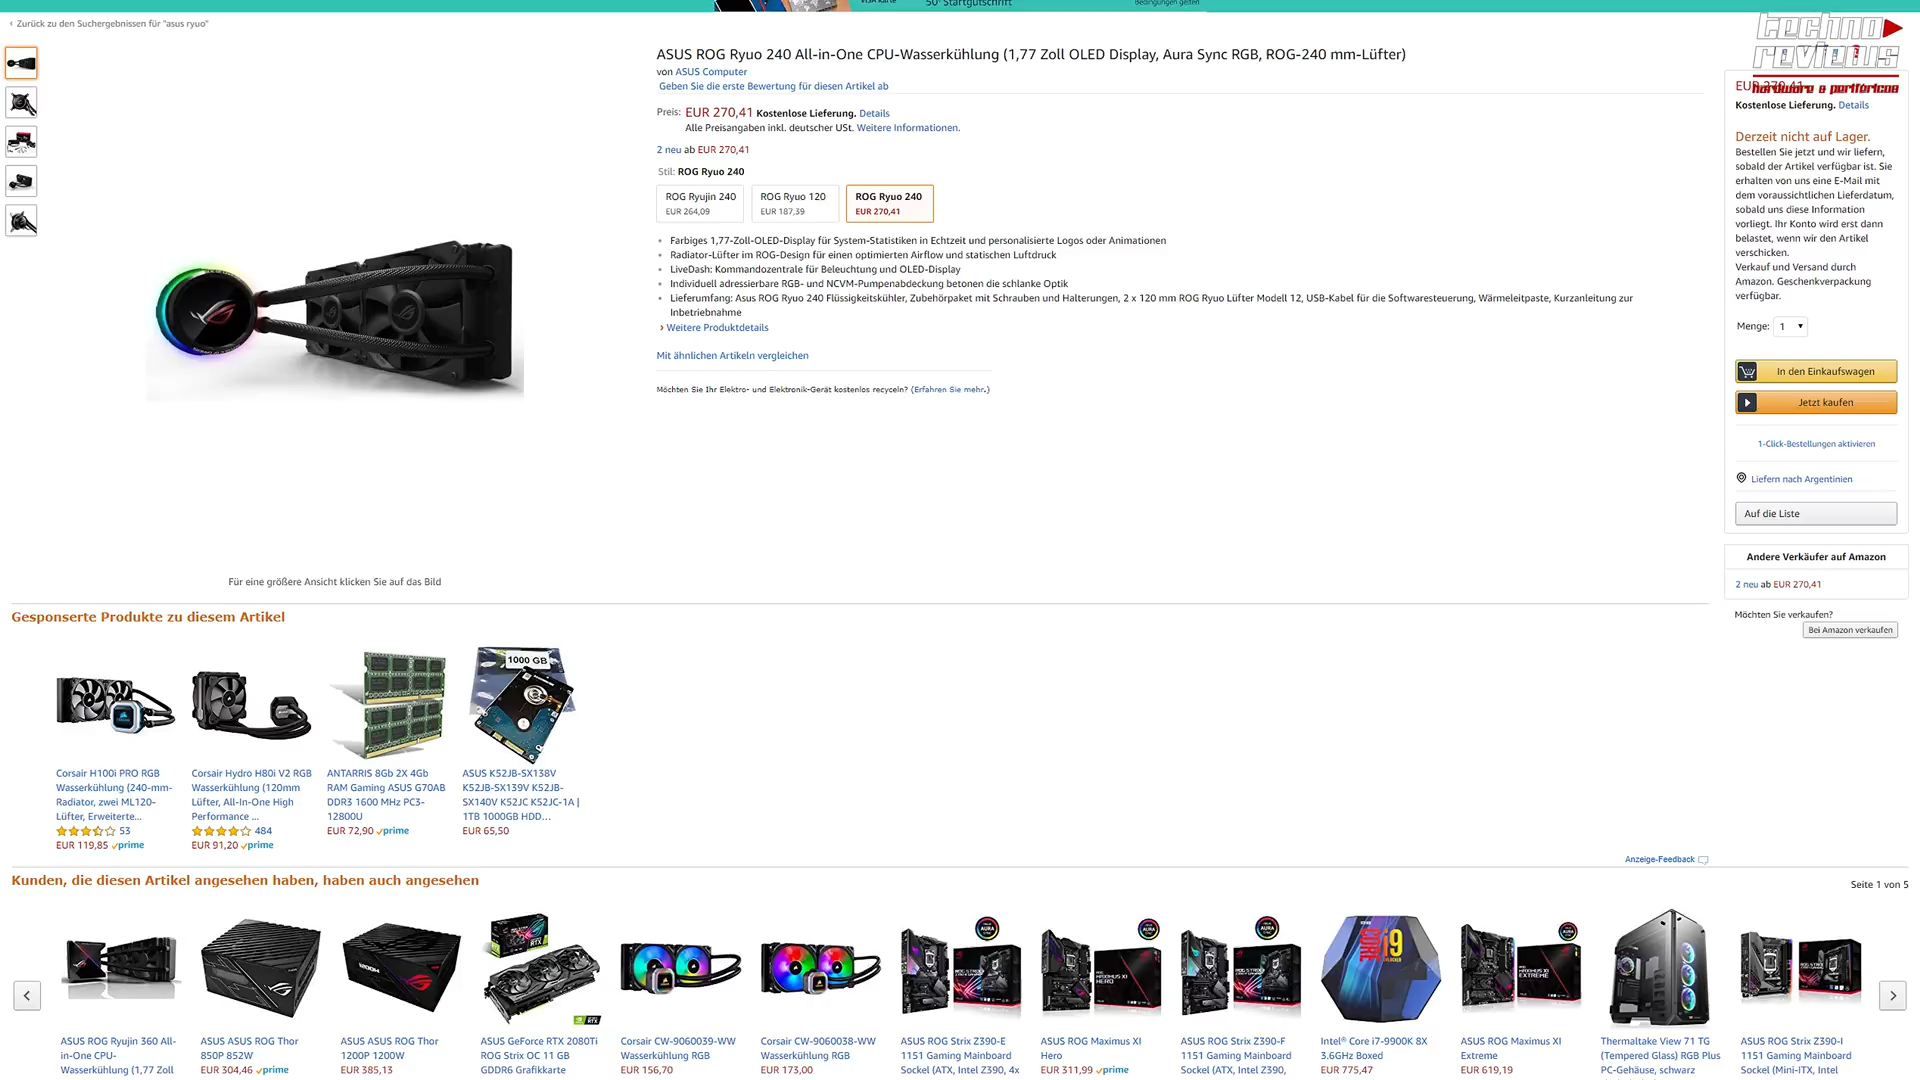 VISA Karte
50€ Startgutschrift
Bedingungen gelten
‹ Zurück zu den Suchergebnissen für "asus ryuo"
techno
reviews
hardware & perifericos
ASUS ROG Ryuo 240 All-in-One CPU-Wasserkühlung (1,77 Zoll OLED Display, Aura Sync RGB, ROG-240 mm-Lüfter)
von ASUS Computer
Geben Sie die erste Bewertung für diesen Artikel ab
Preis: EUR 270,41 Kostenlose Lieferung. Details
Alle Preisangaben inkl. deutscher USt. Weitere Informationen.
2 neu ab EUR 270,41
Stil: ROG Ryuo 240
ROG Ryujin 240
EUR 264,09
ROG Ryuo 120
EUR 187,39
ROG Ryuo 240
EUR 270,41
Farbiges 1,77-Zoll-OLED-Display für System-Statistiken in Echtzeit und personalisierte Logos oder Animationen
Radiator-Lüfter im ROG-Design für einen optimierten Airflow und statischen Luftdruck
LiveDash: Kommandozentrale für Beleuchtung und OLED-Display
Individuell adressierbare RGB- und NCVM-Pumpenabdeckung betonen die schlanke Optik
Lieferumfang: Asus ROG Ryuo 240 Flüssigkeitskühler, Zubehörpaket mit Schrauben und Halterungen, 2 x 120 mm ROG Ryuo Lüfter Modell 12, USB-Kabel für die Softwaresteuerung, Wärmeleitpaste, Kurzanleitung zur
Inbetriebnahme
› Weitere Produktdetails
Mit ähnlichen Artikeln vergleichen
Möchten Sie Ihr Elektro- und Elektronik-Gerät kostenlos recyceln? (Erfahren Sie mehr.)
Für eine größere Ansicht klicken Sie auf das Bild
EUR 270,41
Kostenlose Lieferung. Details
Derzeit nicht auf Lager.
Bestellen Sie jetzt und wir liefern,
sobald der Artikel verfügbar ist. Sie
erhalten von uns eine E-Mail mit
dem voraussichtlichen Lieferdatum,
sobald uns diese Information
vorliegt. Ihr Konto wird erst dann
belastet, wenn wir den Artikel
verschicken.
Verkauf und Versand durch
Amazon. Geschenkverpackung
verfügbar.
Menge: 1
In den Einkaufswagen
Jetzt kaufen
1-Click-Bestellungen aktivieren
Liefern nach Argentinien
Auf die Liste
Andere Verkäufer auf Amazon
2 neu ab EUR 270,41
Möchten Sie verkaufen?
Bei Amazon verkaufen
Gesponserte Produkte zu diesem Artikel
1000 GB
Corsair H100i PRO RGB
Wasserkühlung (240-mm-
Radiator, zwei ML120-
Lüfter, Erweiterte...
53
EUR 119,85 prime
Corsair Hydro H80i V2 RGB
Wasserkühlung (120mm
Lüfter, All-In-One High
Performance ...
484
EUR 91,20 prime
ANTARRIS 8Gb 2X 4Gb
RAM Gaming ASUS G70AB
DDR3 1600 MHz PC3-
12800U
EUR 72,90 prime
ASUS K52JB-SX138V
K52JB-SX139V K52JB-
SX140V K52JC K52JC-1A |
1TB 1000GB HDD...
EUR 65,50
Anzeige-Feedback
Kunden, die diesen Artikel angesehen haben, haben auch angesehen
Seite 1 von 5
ASUS ROG Ryujin 360 All-
in-One CPU-
Wasserkühlung (1,77 Zoll
ASUS ASUS ROG Thor
850P 852W
EUR 304,46 prime
ASUS ASUS ROG Thor
1200P 1200W
EUR 385,13
ASUS GeForce RTX 2080Ti
ROG Strix OC 11 GB
GDDR6 Grafikkarte
Corsair CW-9060039-WW
Wasserkühlung RGB
EUR 156,70
Corsair CW-9060038-WW
Wasserkühlung RGB
EUR 173,00
ASUS ROG Strix Z390-E
1151 Gaming Mainboard
Sockel (ATX, Intel Z390, 4x
ASUS ROG Maximus XI
Hero
EUR 311,99 prime
ASUS ROG Strix Z390-F
1151 Gaming Mainboard
Sockel (ATX, Intel Z390,
Intel® Core i7-9900K 8X
3.6GHz Boxed
EUR 775,47
ASUS ROG Maximus XI
Extreme
EUR 619,19
Thermaltake View 71 TG
(Tempered Glass) RGB Plus
PC-Gehäuse, schwarz
ASUS ROG Strix Z390-I
1151 Gaming Mainboard
Sockel (Mini-ITX, Intel